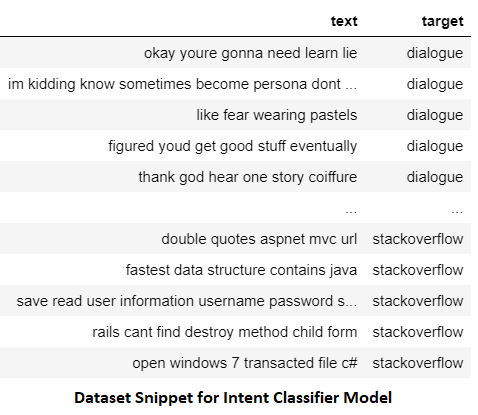 text target
okay youre gonna need learn lie dialogue
im kidding know sometimes become persona dont ... dialogue
like fear wearing pastels dialogue
figured youd get good stuff eventually dialogue
thank god hear one story coiffure dialogue
... ...
double quotes aspnet mvc url stackoverflow
fastest data structure contains java stackoverflow
save read user information username password s... stackoverflow
rails cant find destroy method child form stackoverflow
open windows 7 transacted file c# stackoverflow
Dataset Snippet for Intent Classifier Model